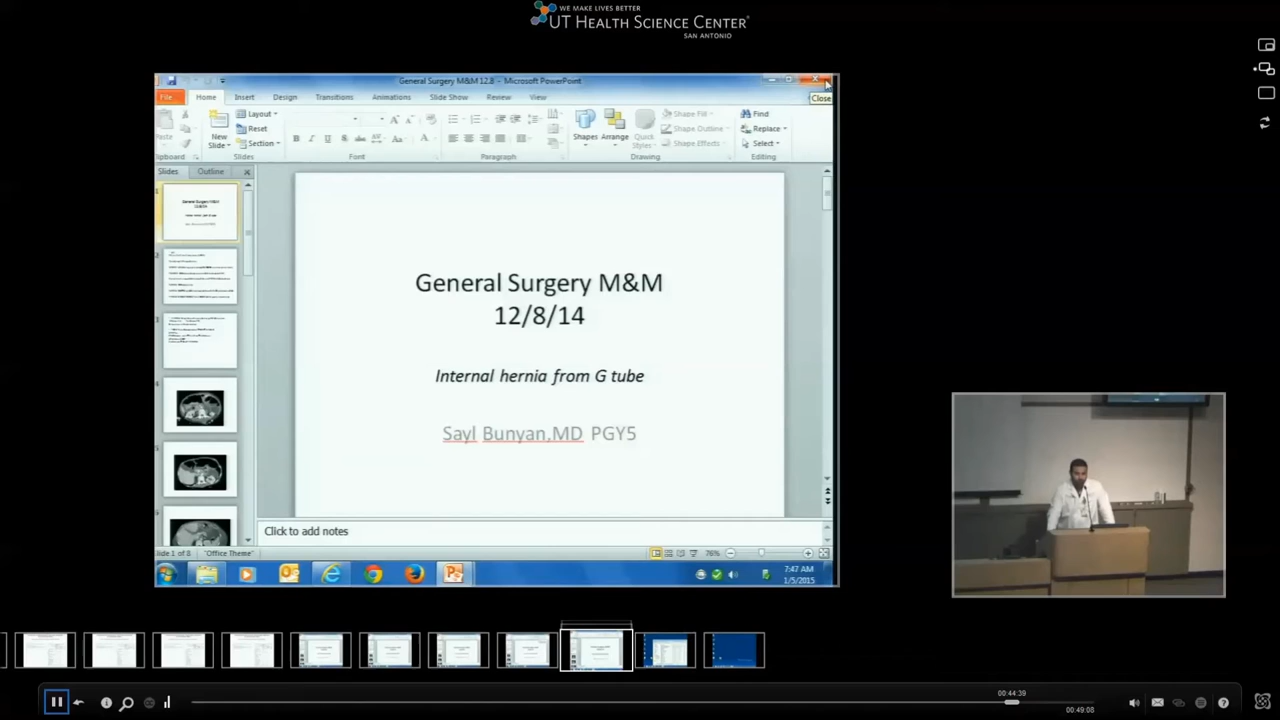 WE MAKE LIVES BETTER
UT HEALTH SCIENCE CENTER®
SAN ANTONIO
General Surgery M&M 12.8 - Microsoft PowerPoint
Close
File
Home
Insert
Design
Transitions
Animations
Slide Show
Review
View
Paste
New Slide
Layout
Reset
Section
Shapes
Arrange
Quick Styles
Shape Fill
Shape Outline
Shape Effects
Find
Replace
Select
Slides
Font
Paragraph
Drawing
Editing
Slides
Outline
General Surgery M&M
12/8/14
Internal hernia from G tube
Sayl Bunyan,MD PGY5
Click to add notes
Slide 1 of 8
"Office Theme"
76%
7:47 AM
1/5/2015
00:44:39
00:49:08